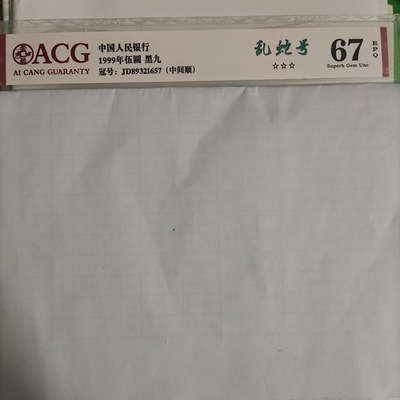 ACG
AI CANG GUARANTY
中国人民银行
1999年伍圆 黑九
冠号：JD89321657（中间顺）
乱蛇号
☆☆☆
67
Superb Gem Unc
EPQ